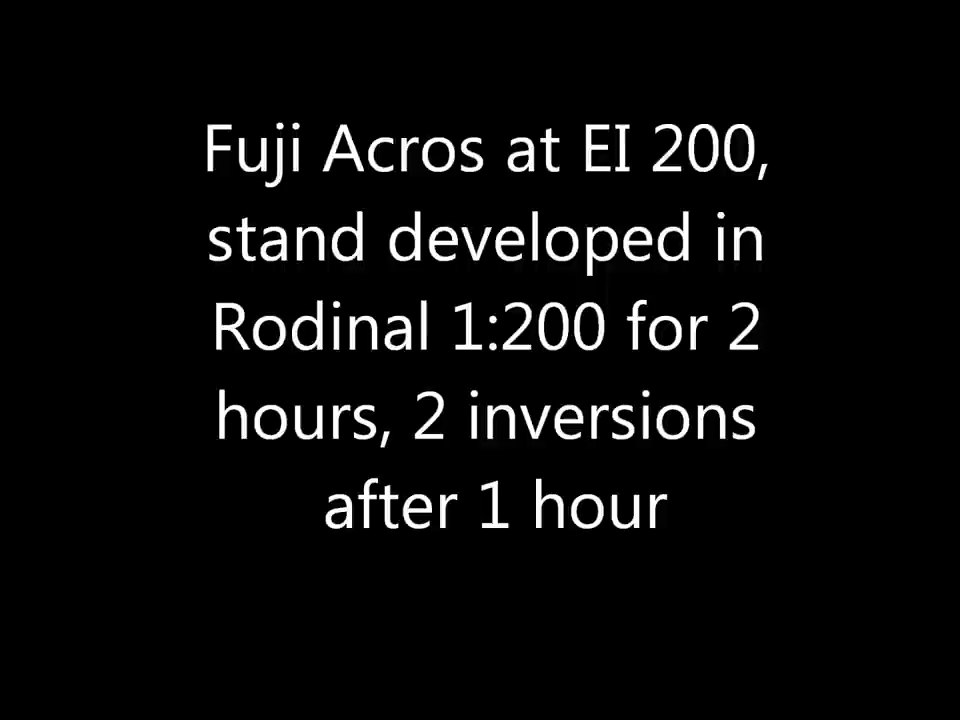 Fuji Acros at EI 200,
stand developed in
Rodinal 1:200 for 2
hours, 2 inversions
after 1 hour